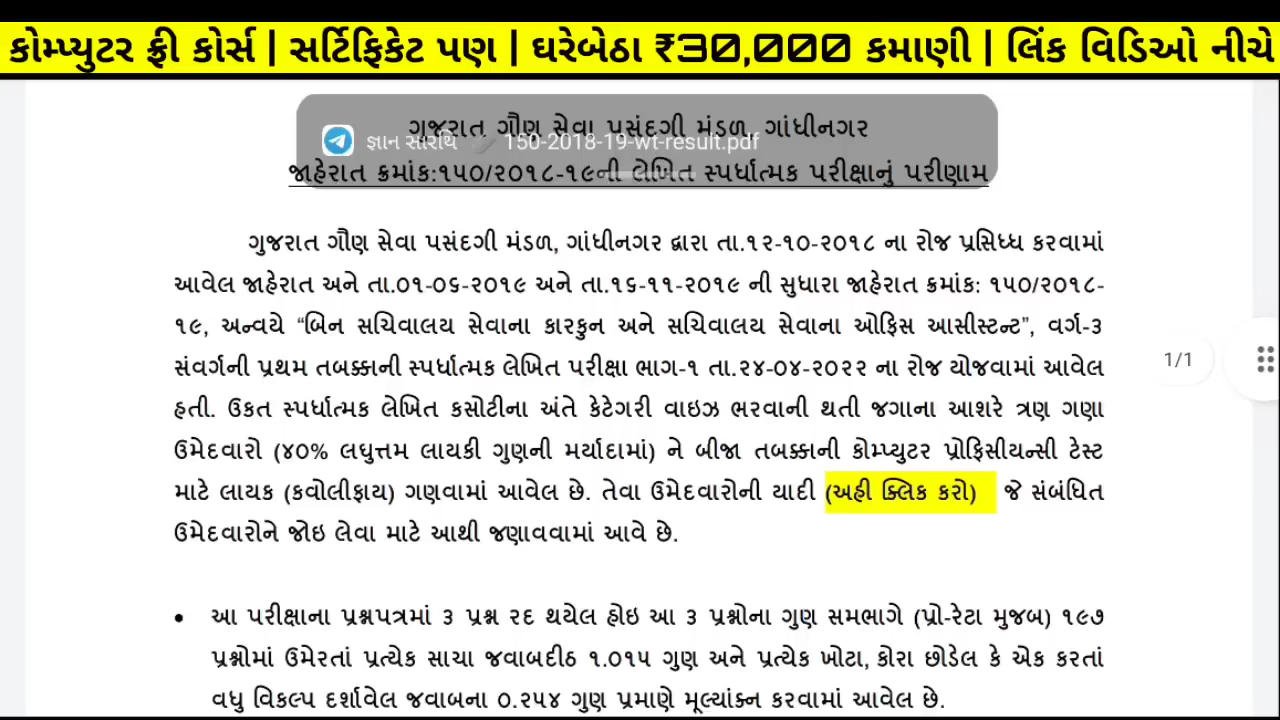 કોમ્પ્યુટર ફ્રી કોર્સ | સર્ટિફિકેટ પણ | ઘરેબેઠા ₹30,000 કમાણી | લિંક વિડિઓ નીચે
ગુજરાત ગૌણ સેવા પસંદગી મંડળ, ગાંધીનગર
જ્ઞાન સારથિ 150-2018-19-wt-result.pdf
જાહેરાત ક્રમાંક:૧૫૦/૨૦૧૮-૧૯ની લેખિત સ્પર્ધાત્મક પરીક્ષાનું પરીણામ
ગુજરાત ગૌણ સેવા પસંદગી મંડળ, ગાંધીનગર દ્વારા તા.૧૨-૧૦-૨૦૧૮ ના રોજ પ્રસિધ્ધ કરવામાં
આવેલ જાહેરાત અને તા.૦૧-૦૬-૨૦૧૯ અને તા.૧૬-૧૧-૨૦૧૯ ની સુધારા જાહેરાત ક્રમાંક: ૧૫૦/૨૦૧૮-
૧૯, અન્વયે “બિન સચિવાલય સેવાના કારકુન અને સચિવાલય સેવાના ઓફિસ આસીસ્ટન્ટ”, વર્ગ-૩
સંવર્ગની પ્રથમ તબક્કાની સ્પર્ધાત્મક લેખિત પરીક્ષા ભાગ-૧ તા.૨૪-૦૪-૨૦૨૨ ના રોજ યોજવામાં આવેલ
1/1
હતી. ઉકત સ્પર્ધાત્મક લેખિત કસોટીના અંતે કેટેગરી વાઇઝ ભરવાની થતી જગાના આશરે ત્રણ ગણા
ઉમેદવારો (૪૦% લઘુત્તમ લાયકી ગુણની મર્યાદામાં) ને બીજા તબક્કાની કોમ્પ્યુટર પ્રોફિસીયન્સી ટેસ્ટ
માટે લાયક (કવોલીફાય) ગણવામાં આવેલ છે. તેવા ઉમેદવારોની યાદી (અહી ક્લિક કરો) જે સંબંધિત
ઉમેદવારોને જોઇ લેવા માટે આથી જણાવવામાં આવે છે.
• આ પરીક્ષાના પ્રશ્નપત્રમાં ૩ પ્રશ્ન રદ થયેલ હોઇ આ ૩ પ્રશ્નોના ગુણ સમભાગે (પ્રો-રેટા મુજબ) ૧૯૭
પ્રશ્નોમાં ઉમેરતાં પ્રત્યેક સાચા જવાબદીઠ ૧.૦૧૫ ગુણ અને પ્રત્યેક ખોટા, કોરા છોડેલ કે એક કરતાં
વધુ વિકલ્પ દર્શાવેલ જવાબના ૦.૨૫૪ ગુણ પ્રમાણે મૂલ્યાંકન કરવામાં આવેલ છે.